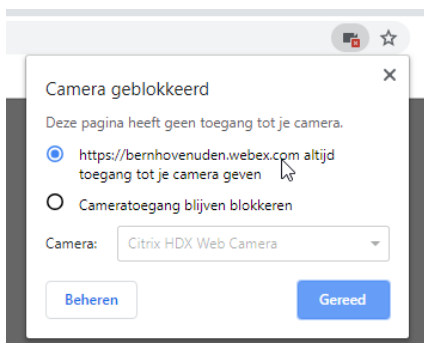 Camera geblokkeerd
Deze pagina heeft geen toegang tot je camera.
https://bernhovenuden.webex.com altijd
toegang tot je camera geven
Cameratoegang blijven blokkeren
Camera: Citrix HDX Web Camera
Beheren Gereed